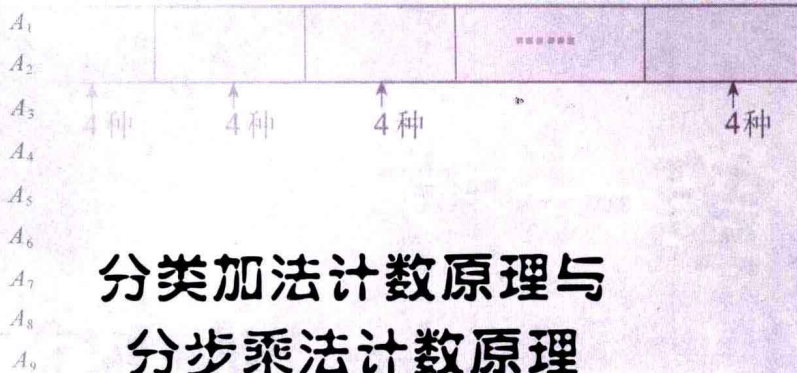 A₁
A₂
A₃
A₄
A₅
A₆
A₇
A₈
A₉
......
4种 4种 4种 4种
分类加法计数原理与
分步乘法计数原理